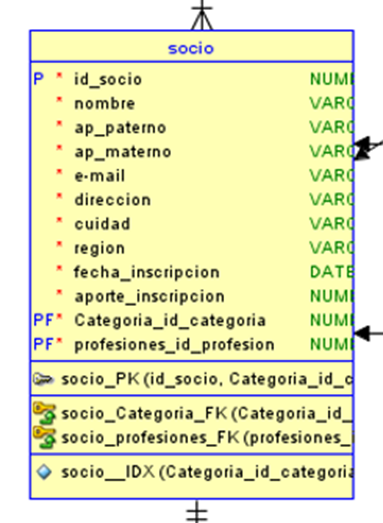 socio
P * id_socio NUM
* nombre VARC
* ap_paterno VARC
* ap_materno VARC
* e-mail VARC
* direccion VARC
* cuidad VARC
* region VARC
* fecha_inscripcion DATE
* aporte_inscripcion NUM
PF* Categoria_id_categoria NUM
PF* profesiones_id_profesion NUM
socio_PK (id_socio, Categoria_id_c
socio_Categoria_FK (Categoria_id_
socio_profesiones_FK (profesiones_
socio__IDX (Categoria_id_categoria